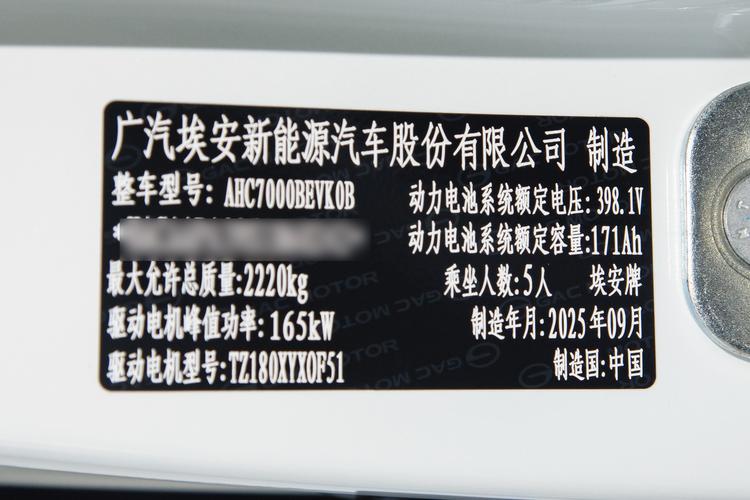 广汽埃安新能源汽车股份有限公司 制造
整车型号: AHC7000BEVK0B 动力电池系统额定电压: 398.1V
动力电池系统额定容量:171Ah
最大允许总质量:2220kg 乘坐人数:5人 埃安牌
驱动电机峰值功率:165kW 制造年月:2025年09月
驱动电机型号:TZ180XYX0F51 制造国:中国
GAC MOTOR